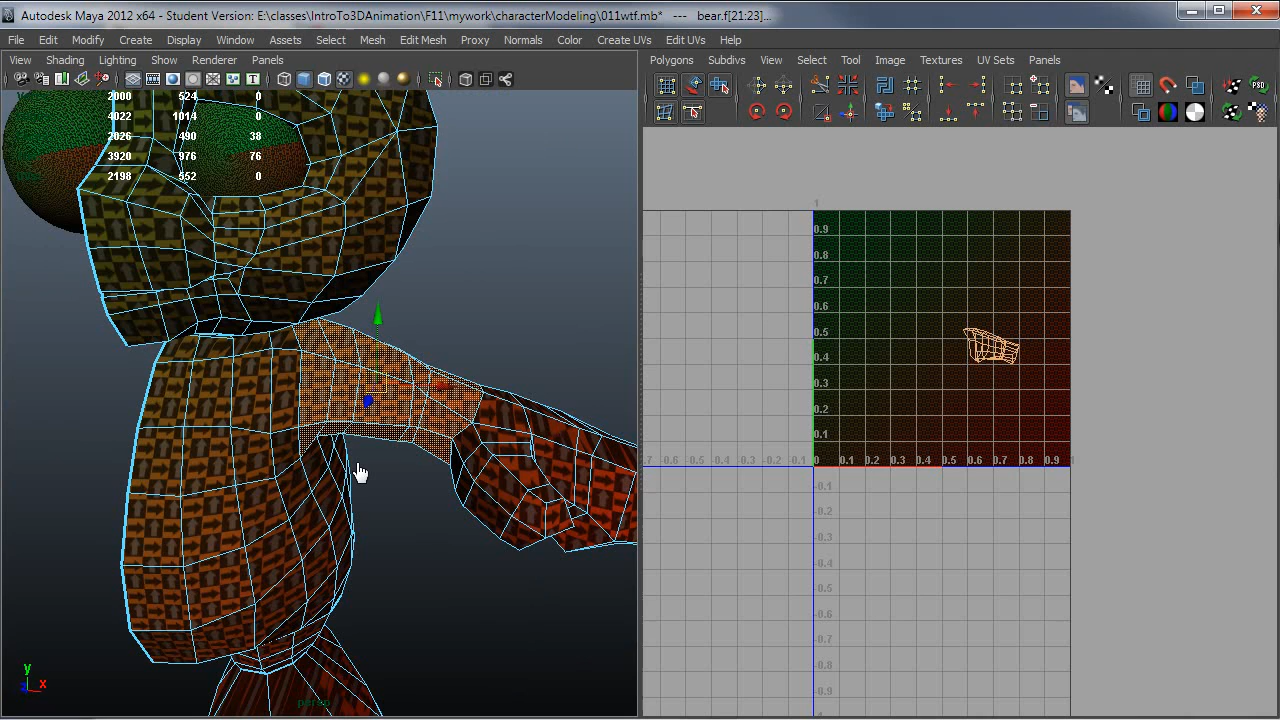 Autodesk Maya 2012 x64 - Student Version: E:\classes\IntroTo3DAnimation\F11\mywork\characterModeling\011wtf.mb* --- bear.f[21:23]...
File Edit Modify Create Display Window Assets Select Mesh Edit Mesh Proxy Normals Color Create UVs Edit UVs Help
View Shading Lighting Show Renderer Panels
Polygons Subdivs View Select Tool Image Textures UV Sets Panels
2000 524 0
4022 1014 0
2026 490 38
3920 976 76
2198 552 0
1
0.9
0.8
0.7
0.6
0.5
0.4
0.3
0.2
0.1
.7 -0.6 -0.5 -0.4 -0.3 -0.2 -0.1 0 0.1 0.2 0.3 0.4 0.5 0.6 0.7 0.8 0.9 1
-0.1
-0.2
-0.3
-0.4
-0.5
-0.6
-0.7
-0.8
-0.9
y
z x
persp